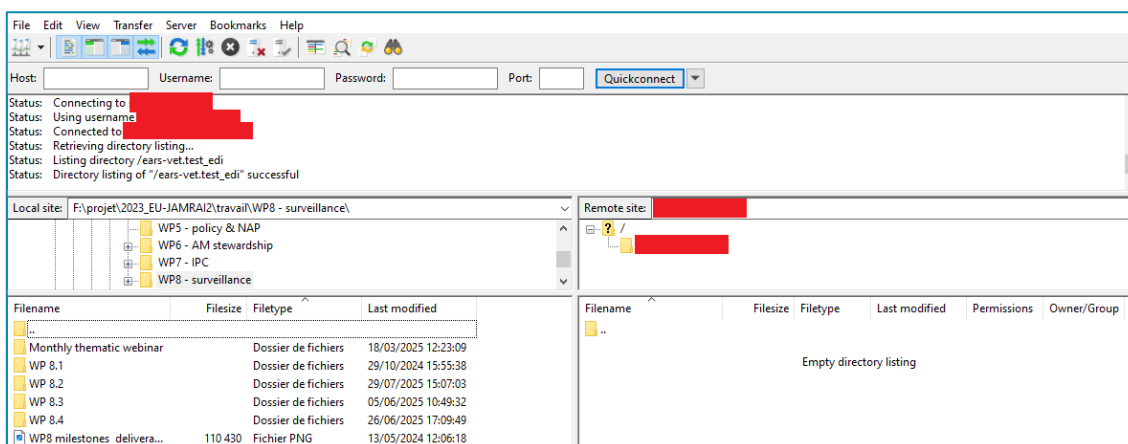 File Edit View Transfer Server Bookmarks Help
Host: Username: Password: Port: Quickconnect
Status: Connecting to
Status: Using username
Status: Connected to
Status: Retrieving directory listing...
Status: Listing directory /ears-vet.test_edi
Status: Directory listing of "/ears-vet.test_edi" successful
Local site: F:\projet\2023_EU-JAMRAI2\travail\WP8 - surveillance\
WP5 - policy & NAP
WP6 - AM stewardship
WP7 - IPC
WP8 - surveillance
Remote site:
? /
Filename Filesize Filetype Last modified
..
Monthly thematic webinar Dossier de fichiers 18/03/2025 12:23:09
WP 8.1 Dossier de fichiers 29/10/2024 15:55:38
WP 8.2 Dossier de fichiers 29/07/2025 15:07:03
WP 8.3 Dossier de fichiers 05/06/2025 10:49:32
WP 8.4 Dossier de fichiers 26/06/2025 17:09:49
WP8 milestones delivera... 110 430 Fichier PNG 13/05/2024 12:06:18
Filename Filesize Filetype Last modified Permissions Owner/Group
..
Empty directory listing